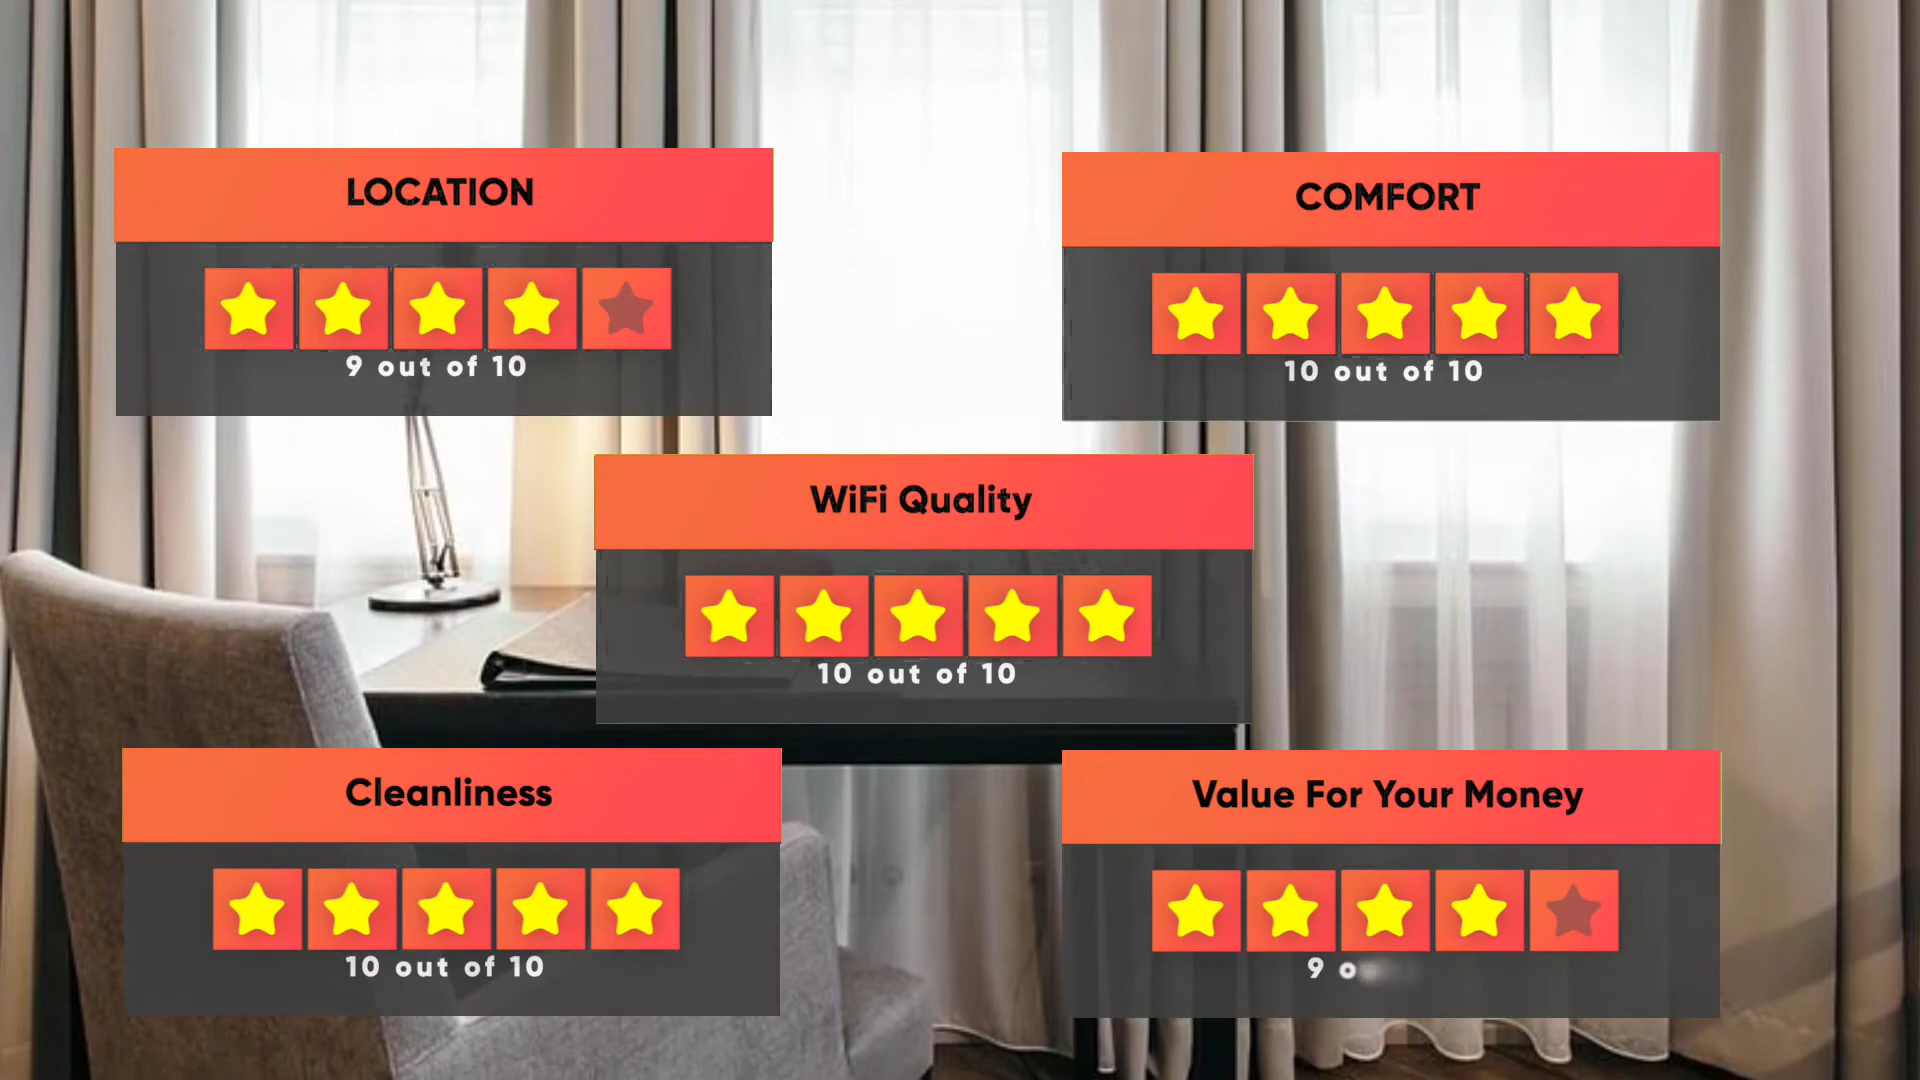 LOCATION
9 out of 10
COMFORT
10 out of 10
WiFi Quality
10 out of 10
Cleanliness
10 out of 10
Value For Your Money
9 o